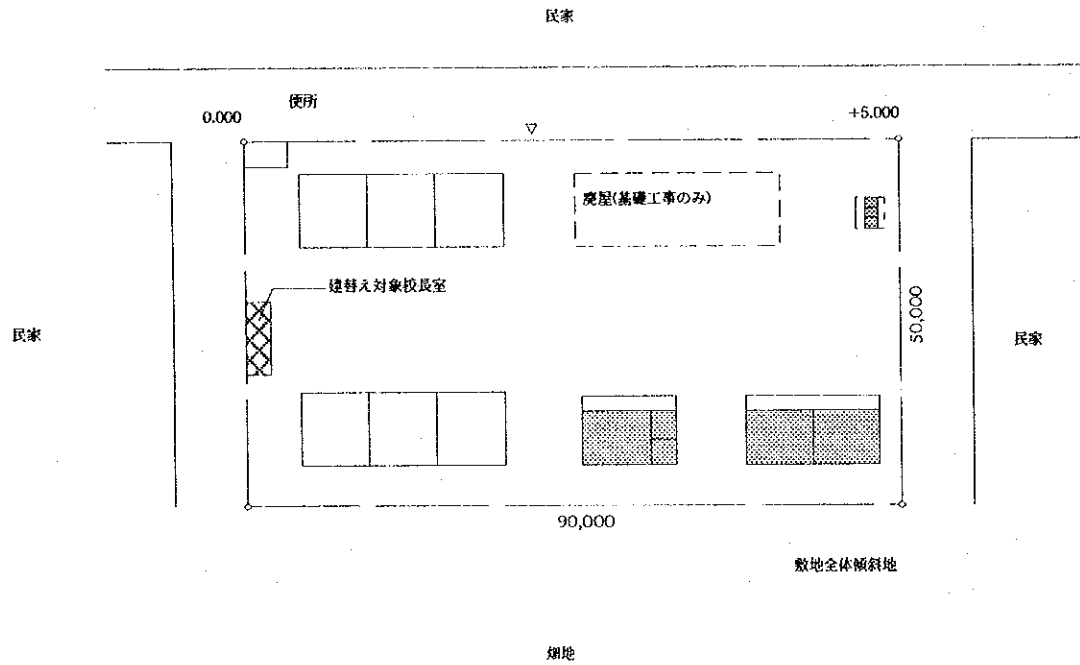 民家
便所
0.000
+5.000
廃屋(基礎工事のみ)
建替え対象校長室
民家
50,000
民家
90,000
敷地全体傾斜地
畑地